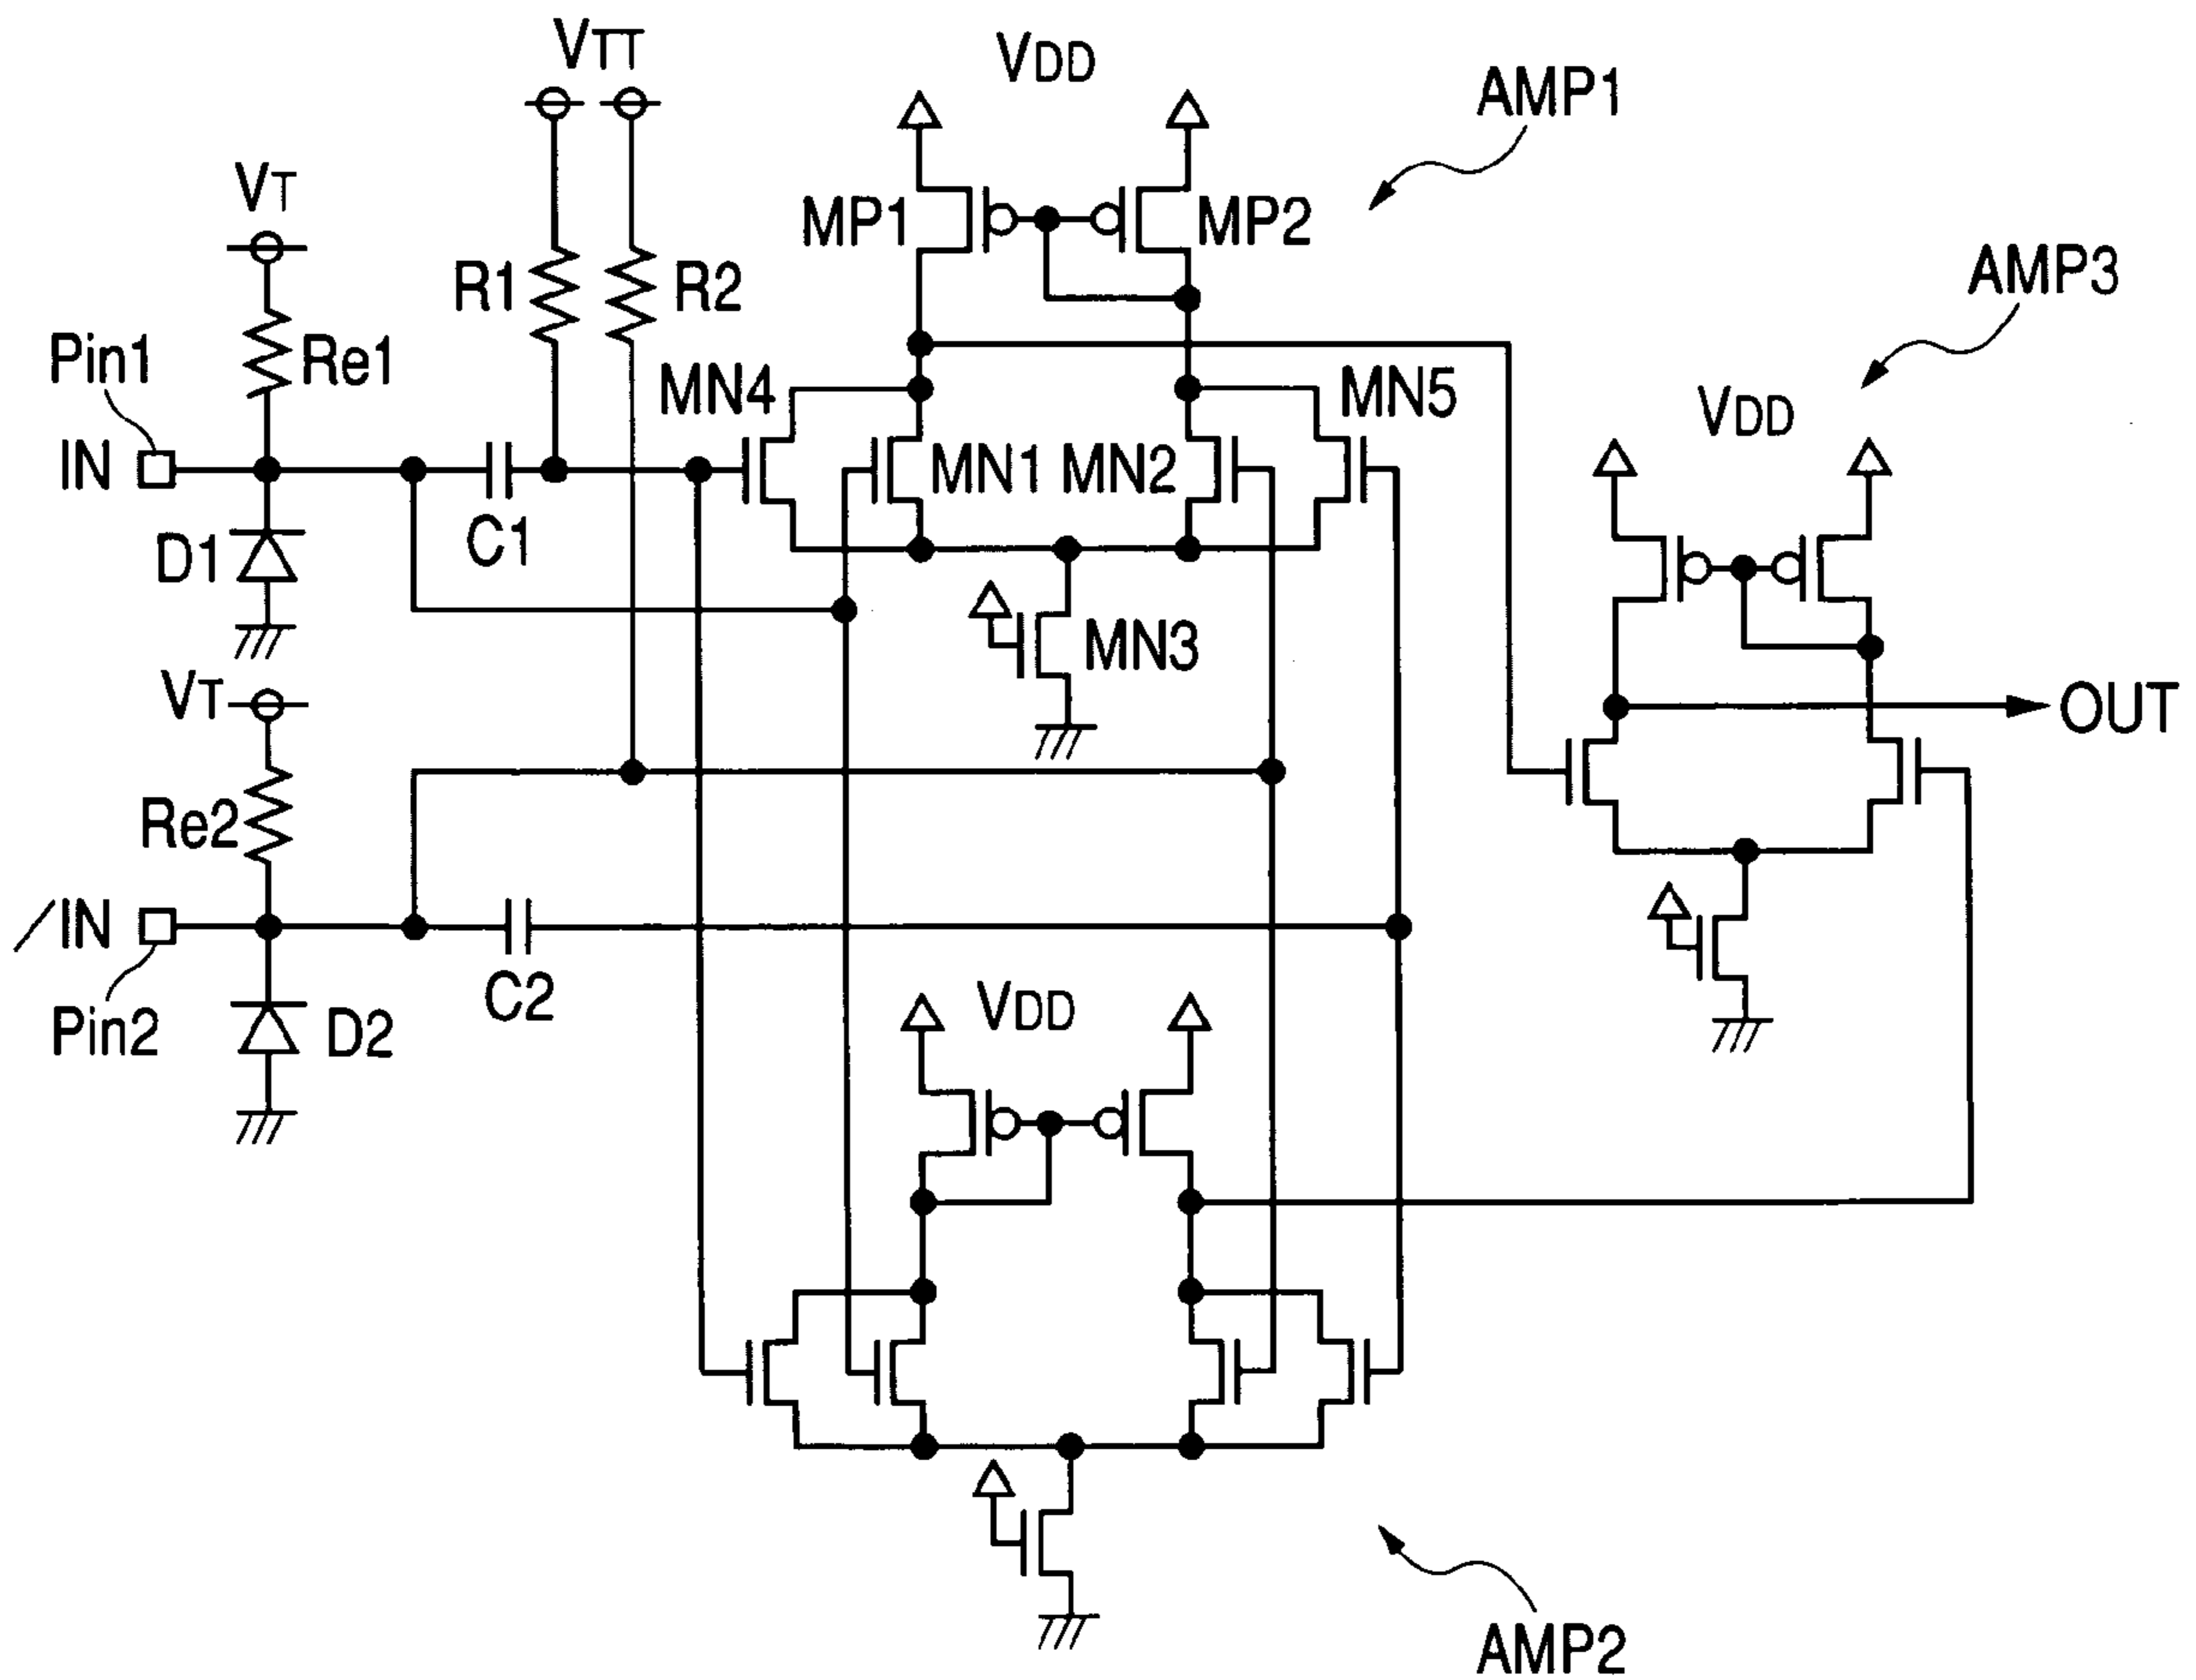 VTT
VDD
AMP1
VT
MP1
MP2
R1
R2
AMP3
Pin1
Re1
MN4
MN5
VDD
IN
MN1
MN2
C1
D1
MN3
VT
OUT
Re2
/IN
C2
VDD
Pin2
D2
AMP2